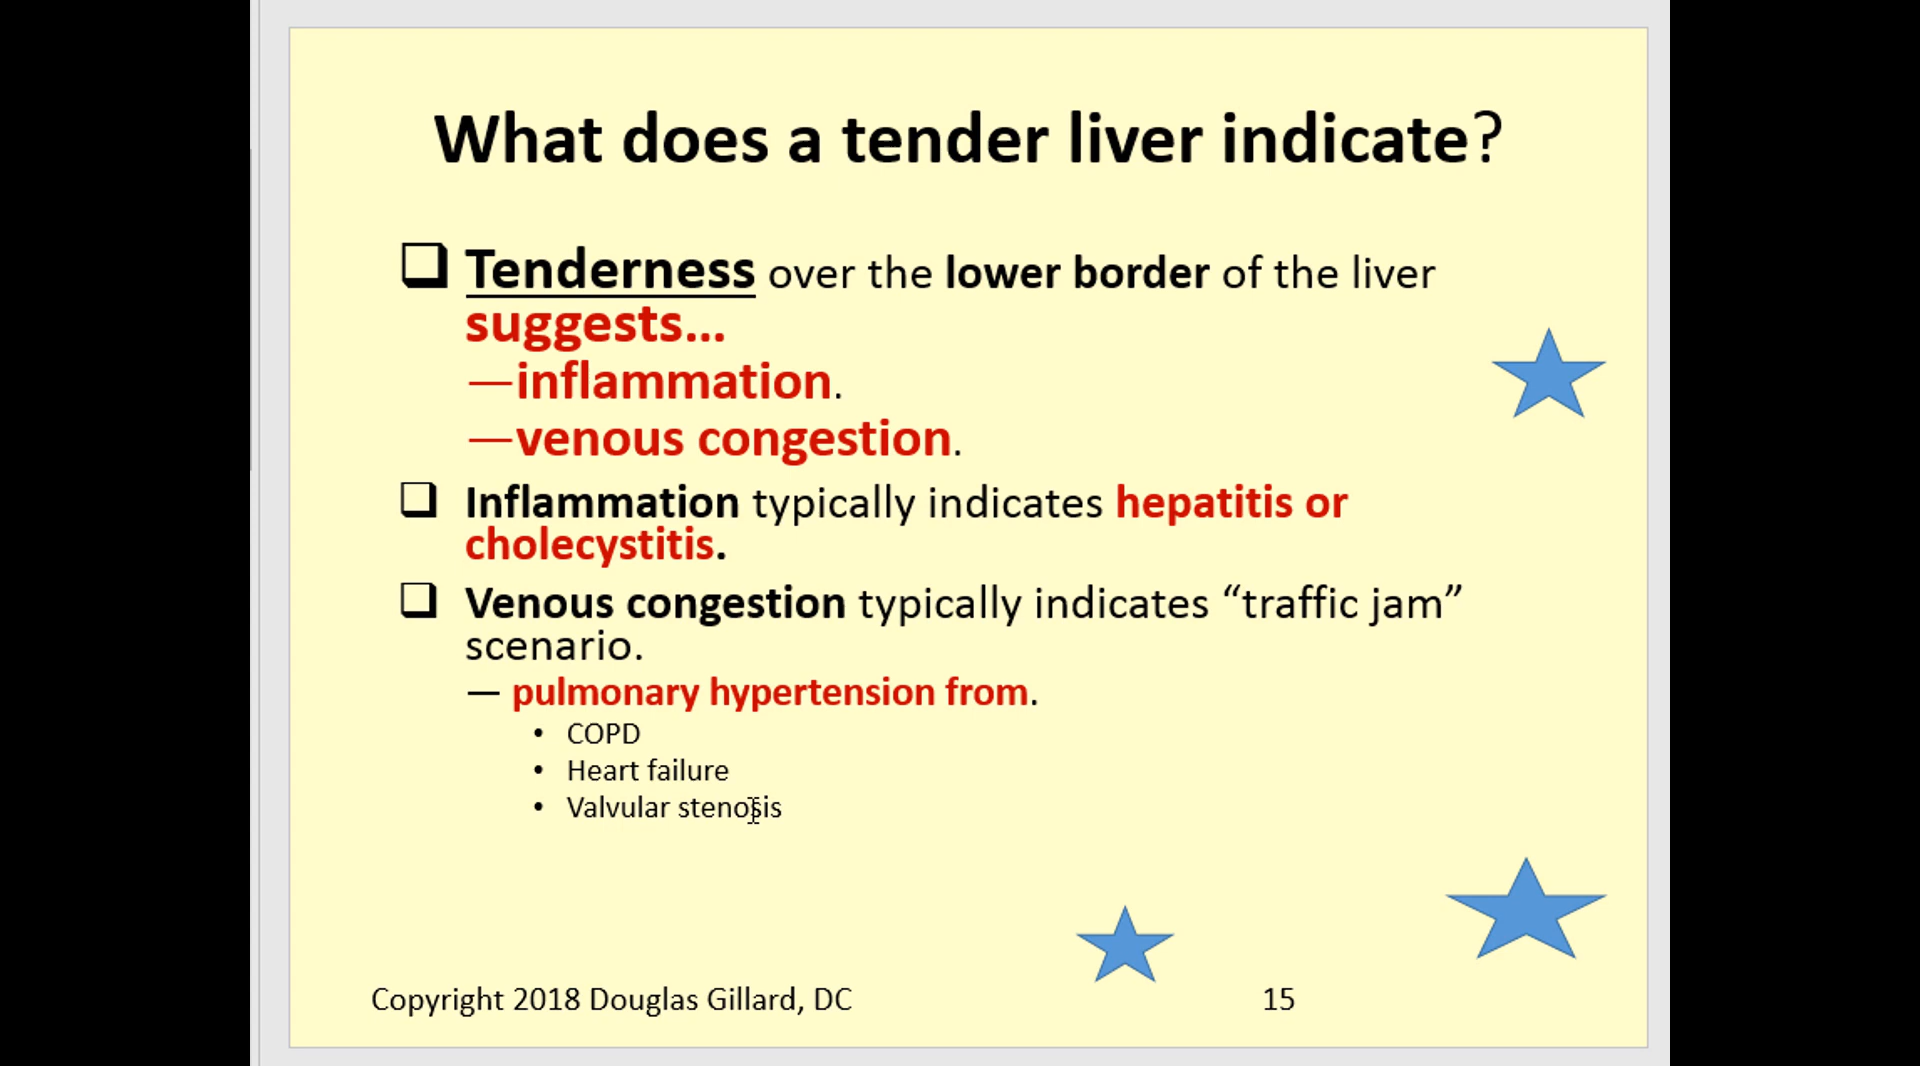 What does a tender liver indicate?
Tenderness over the lower border of the liver
suggests...
—inflammation.
—venous congestion.
Inflammation typically indicates hepatitis or
cholecystitis.
Venous congestion typically indicates “traffic jam”
scenario.
— pulmonary hypertension from.
• COPD
• Heart failure
• Valvular stenosis
Copyright 2018 Douglas Gillard, DC
15